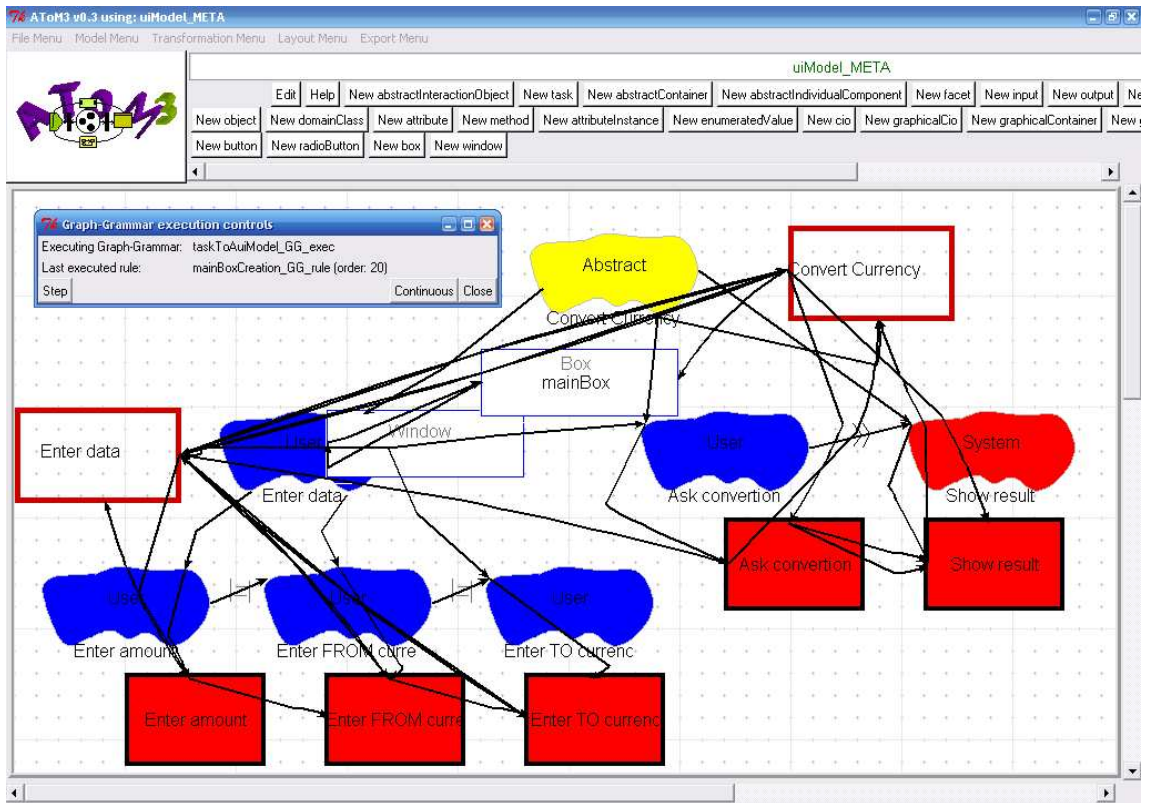 AToM3 v0.3 using: uiModel_META
File Menu Model Menu Transformation Menu Layout Menu Export Menu
AToM3
uiModel_META
Edit Help New abstractInteractionObject New task New abstractContainer New abstractIndividualComponent New facet New input New output Ne
New object New domainClass New attribute New method New attributeInstance New enumeratedValue New cio New graphicalCio New graphicalContainer New
New button New radioButton New box New window
Graph-Grammar execution controls
Executing Graph-Grammar: taskToAuiModel_GG_exec
Last executed rule: mainBoxCreation_GG_rule (order: 20)
Step Continuous Close
Abstract
Convert Currency
Convert Currency
Box
mainBox
Enter data
User
Window
User
>>
System
Enter data
Ask convertion
Show result
Ask convertion
Show result
User
|=|
User
|=|
User
Enter amount
Enter FROM curre
Enter TO currenc
Enter amount
Enter FROM curre
Enter TO currenc